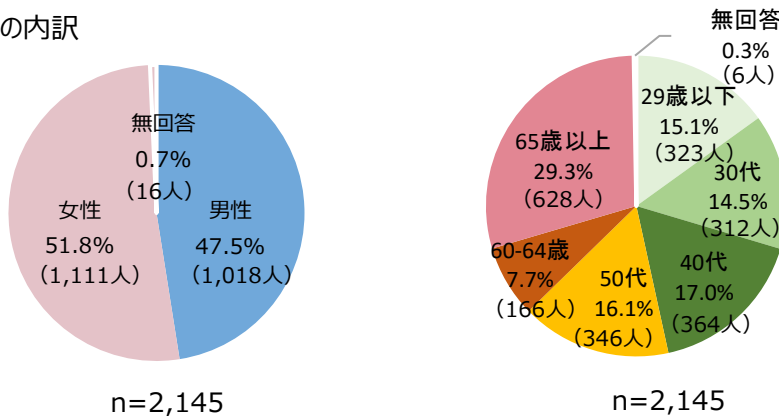 の内訳
無回答
0.7%
（16人）
女性
51.8%
（1,111人）
男性
47.5%
（1,018人）
n=2,145
無回答
0.3%
（6人）
29歳以下
15.1%
（323人）
30代
14.5%
（312人）
40代
17.0%
（364人）
50代
16.1%
（346人）
60-64歳
7.7%
（166人）
65歳以上
29.3%
（628人）
n=2,145